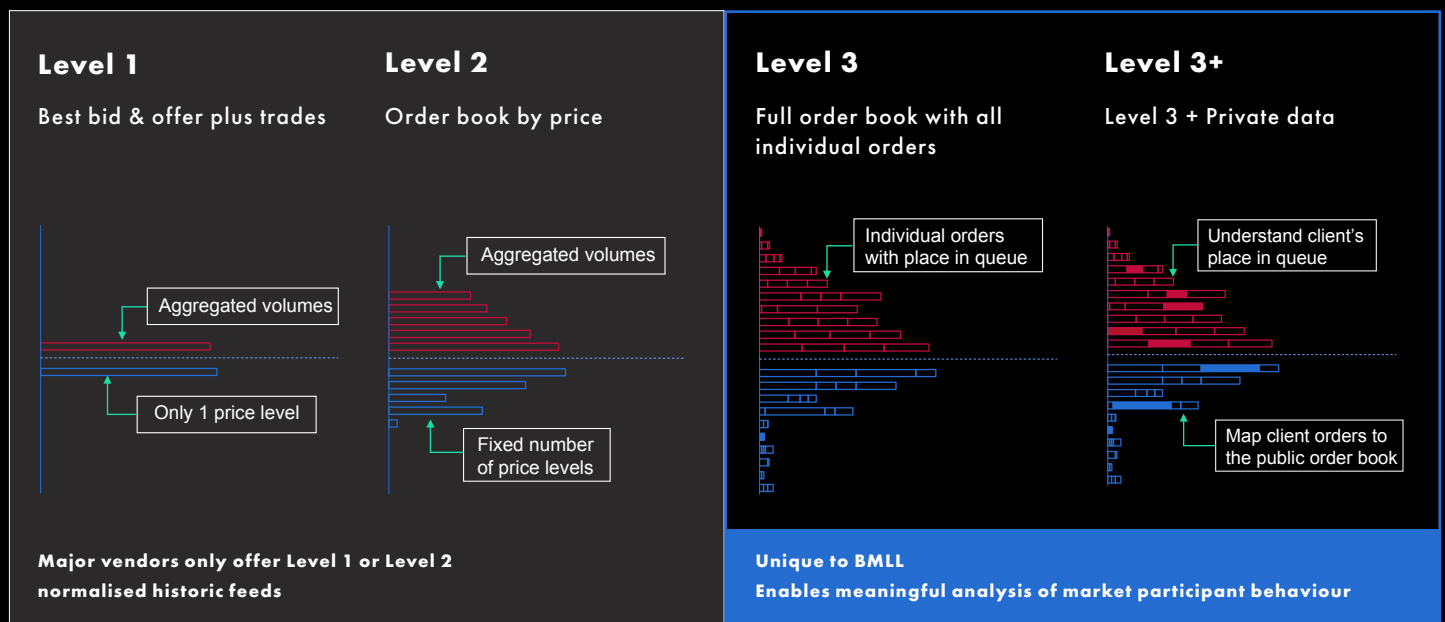 Level 1
Best bid & offer plus trades
Aggregated volumes
Only 1 price level
Level 2
Order book by price
Aggregated volumes
Fixed number
of price levels
Major vendors only offer Level 1 or Level 2
normalised historic feeds
Level 3
Full order book with all
individual orders
Individual orders
with place in queue
Level 3+
Level 3 + Private data
Understand client's
place in queue
Map client orders to
the public order book
Unique to BMLL
Enables meaningful analysis of market participant behaviour